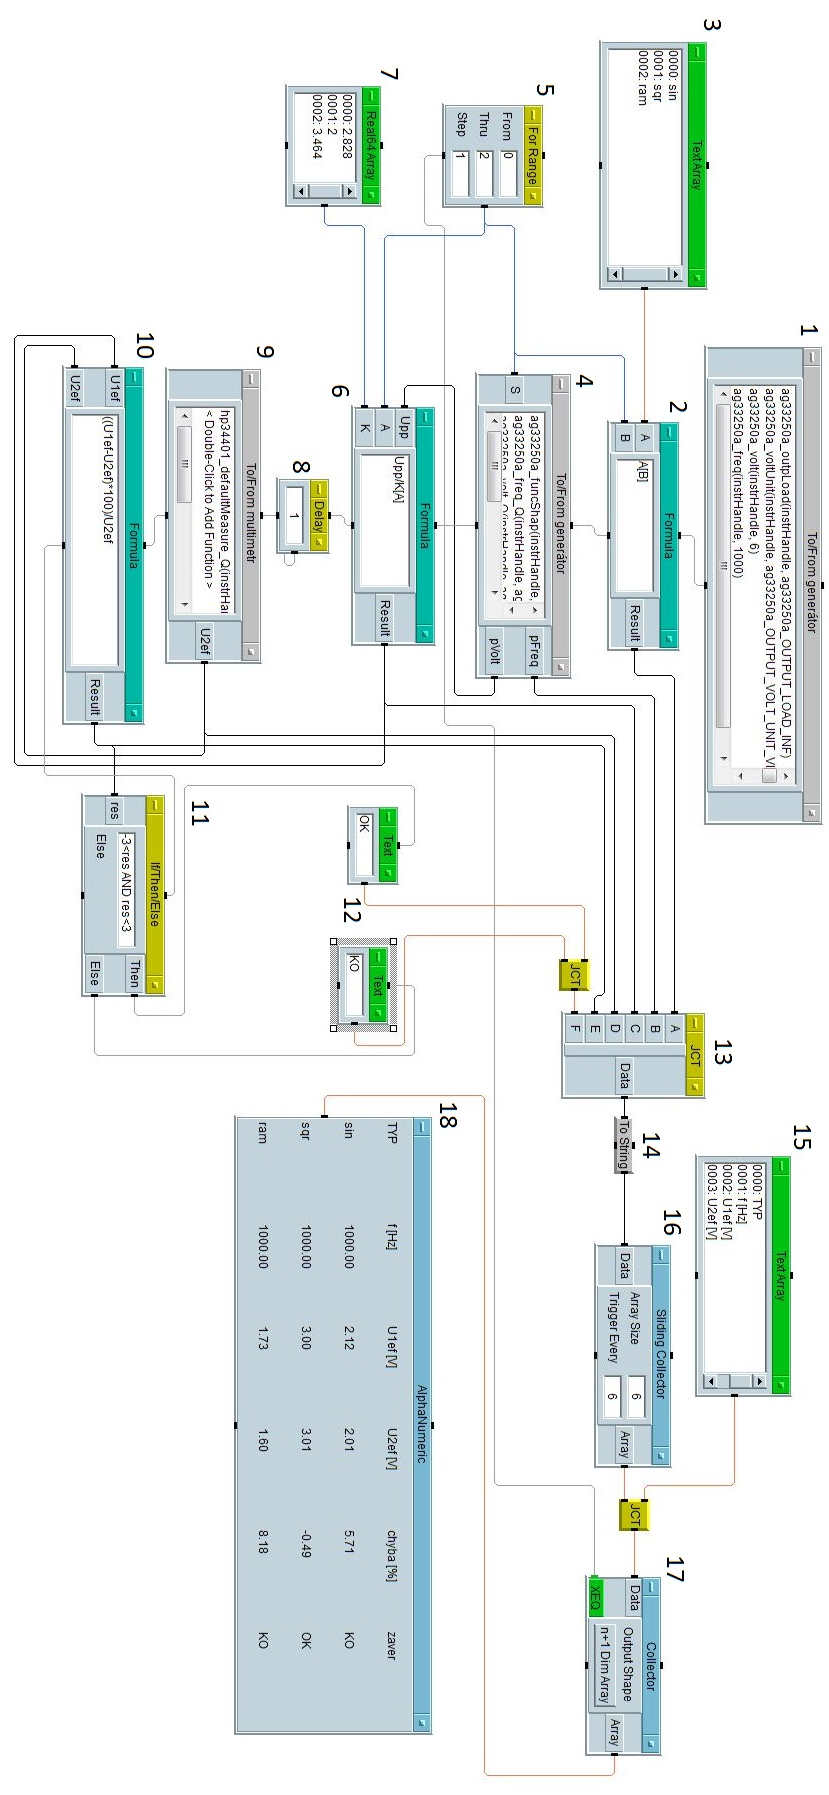 1
To/From generátor
ag33250a_outpLoad(instrHandle, ag33250a_OUTPUT_LOAD_INF)
ag33250a_voltUnit(instrHandle, ag33250a_OUTPUT_VOLT_UNIT_V
ag33250a_volt(instrHandle, 6)
ag33250a_freq(instrHandle, 1000)
2
Formula
A
B
A[B]
Result
3
Text Array
0000: sin
0001: sqr
0002: ram
4
To/From generátor
S
ag33250a_funcShap(instrHandle,
ag33250a_freq_Q(instrHandle, ag
ag33250a_volt_Q(instrHandle, ag
pFreq
pVolt
5
For Range
From 0
Thru 2
Step 1
6
Formula
Upp
A
K
Upp/K[A]
Result
7
Real64 Array
0000: 2.828
0001: 2
0002: 3.464
8
Delay
1
9
To/From multimetr
hp34401_defaultMeasure_Q(instrHa
< Double-Click to Add Function >
U2ef
10
Formula
U1ef
U2ef
((U1ef-U2ef)*100)/U2ef
Result
11
If/Then/Else
res
-3<res AND res<3
Else
Then
Else
12
Text
OK
Text
KO
JCT
13
JCT
A
B
C
D
E
F
Data
14
To String
15
Text Array
0000: TYP
0001: f [Hz]
0002: U1ef [V]
0003: U2ef [V]
16
Sliding Collector
Data
Array Size 6
Trigger Every 6
Array
JCT
17
Collector
Data
XEQ
Output Shape
n+1 Dim Array
Array
18
AlphaNumeric
TYP f [Hz] U1ef [V] U2ef [V] chyba [%] zaver
sin 1000.00 2.12 2.01 5.71 KO
sqr 1000.00 3.00 3.01 -0.49 OK
ram 1000.00 1.73 1.60 8.18 KO